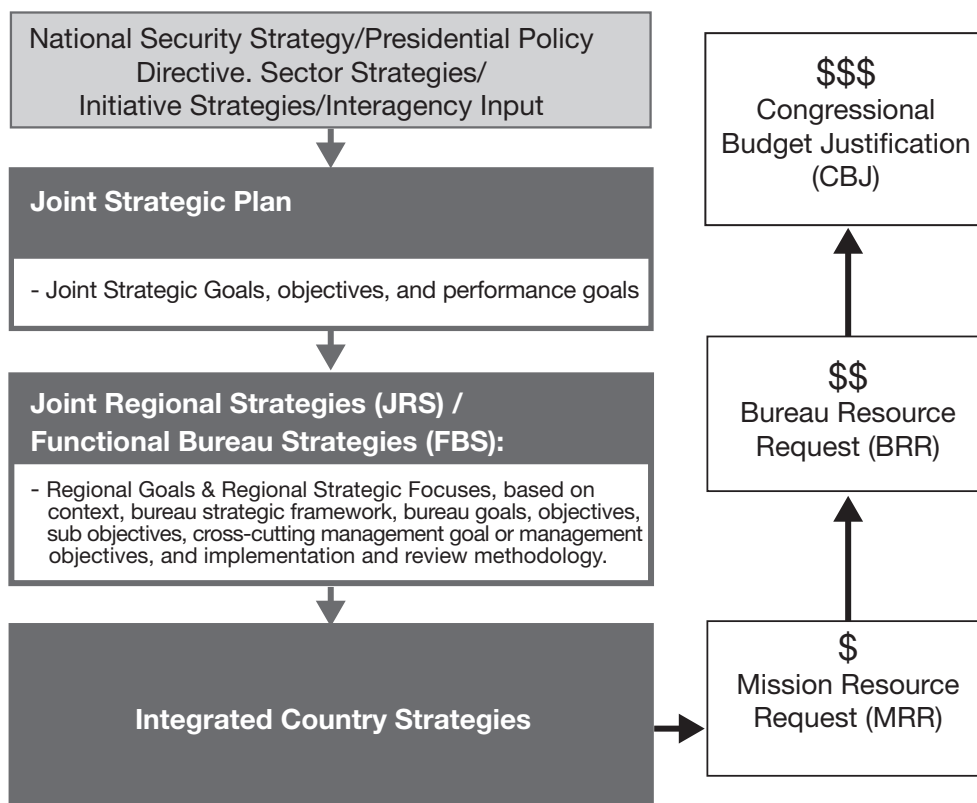 National Security Strategy/Presidential Policy
Directive. Sector Strategies/
Initiative Strategies/Interagency Input
Joint Strategic Plan
- Joint Strategic Goals, objectives, and performance goals
Joint Regional Strategies (JRS) /
Functional Bureau Strategies (FBS):
- Regional Goals & Regional Strategic Focuses, based on
context, bureau strategic framework, bureau goals, objectives,
sub objectives, cross-cutting management goal or management
objectives, and implementation and review methodology.
Integrated Country Strategies
$
Mission Resource
Request (MRR)
$$
Bureau Resource
Request (BRR)
$$$
Congressional
Budget Justification
(CBJ)